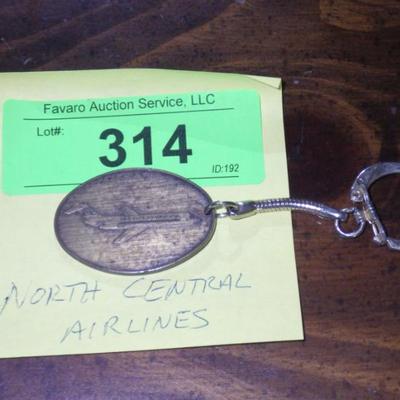 Favaro Auction Service, LLC
Lot#:
314
ID:192
NORTH CENTRAL
AIRLINES